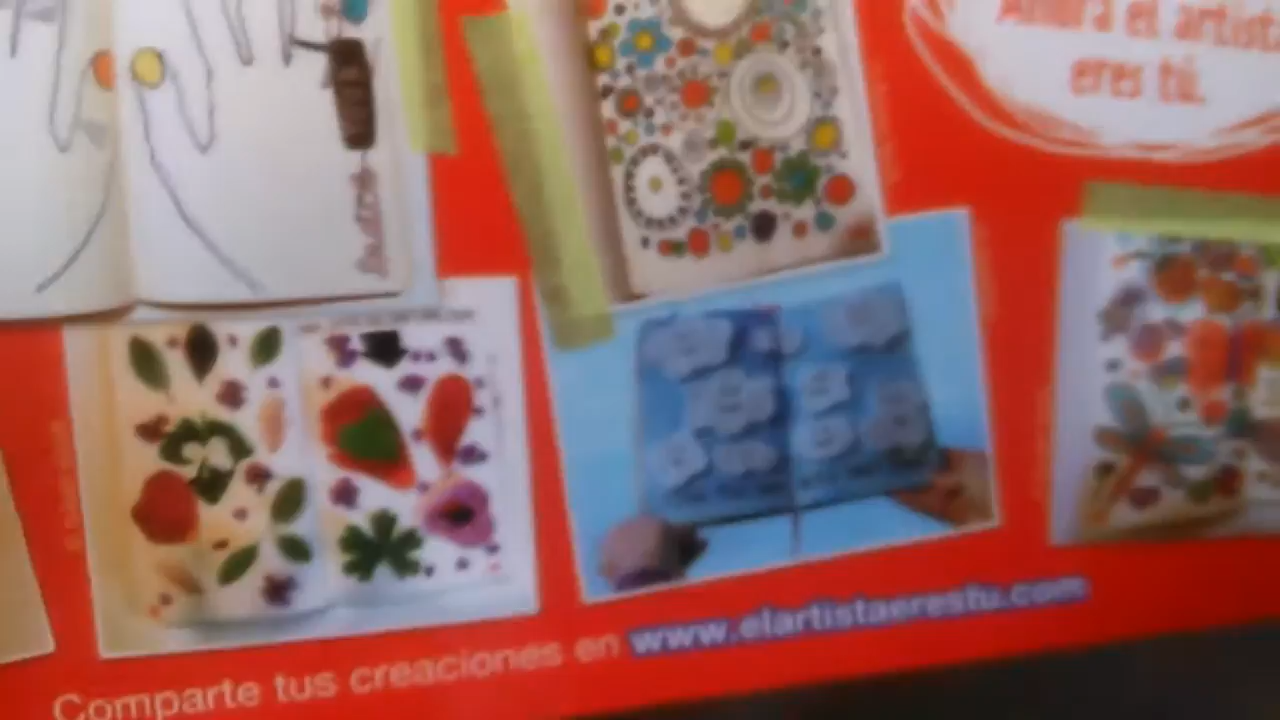 Ahora el artista
eres tú.
Comparte tus creaciones en www.elartistaerestu.com